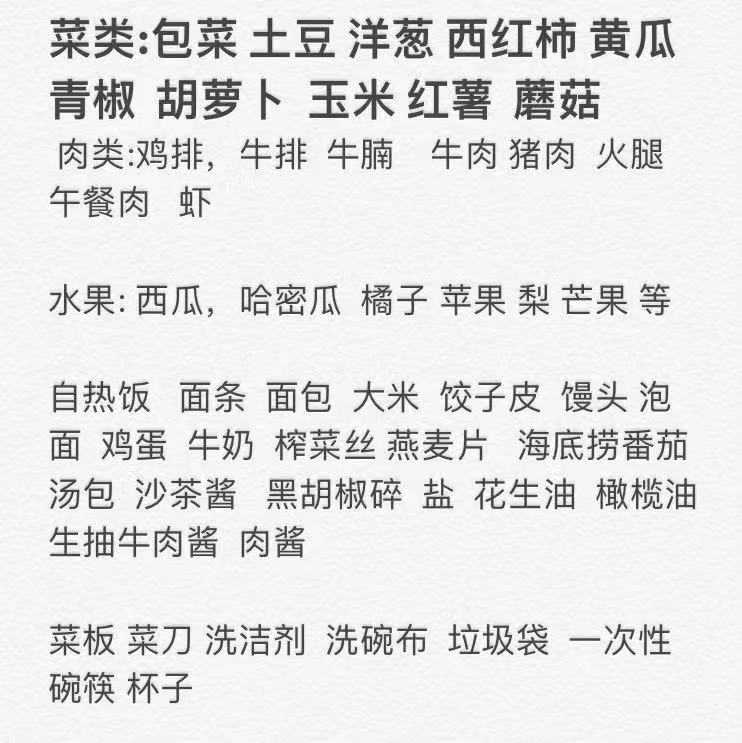 菜类:包菜 土豆 洋葱 西红柿 黄瓜
青椒 胡萝卜 玉米 红薯 蘑菇
肉类:鸡排，牛排 牛腩 牛肉 猪肉 火腿
午餐肉 虾
水果: 西瓜，哈密瓜 橘子 苹果 梨 芒果 等
自热饭 面条 面包 大米 饺子皮 馒头 泡
面 鸡蛋 牛奶 榨菜丝 燕麦片 海底捞番茄
汤包 沙茶酱 黑胡椒碎 盐 花生油 橄榄油
生抽牛肉酱 肉酱
菜板 菜刀 洗洁剂 洗碗布 垃圾袋 一次性
碗筷 杯子